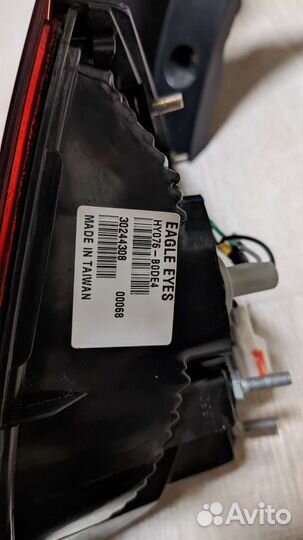 EAGLE EYES
HY076-B0DE4
30244308 00068
MADE IN TAIWAN
Avito